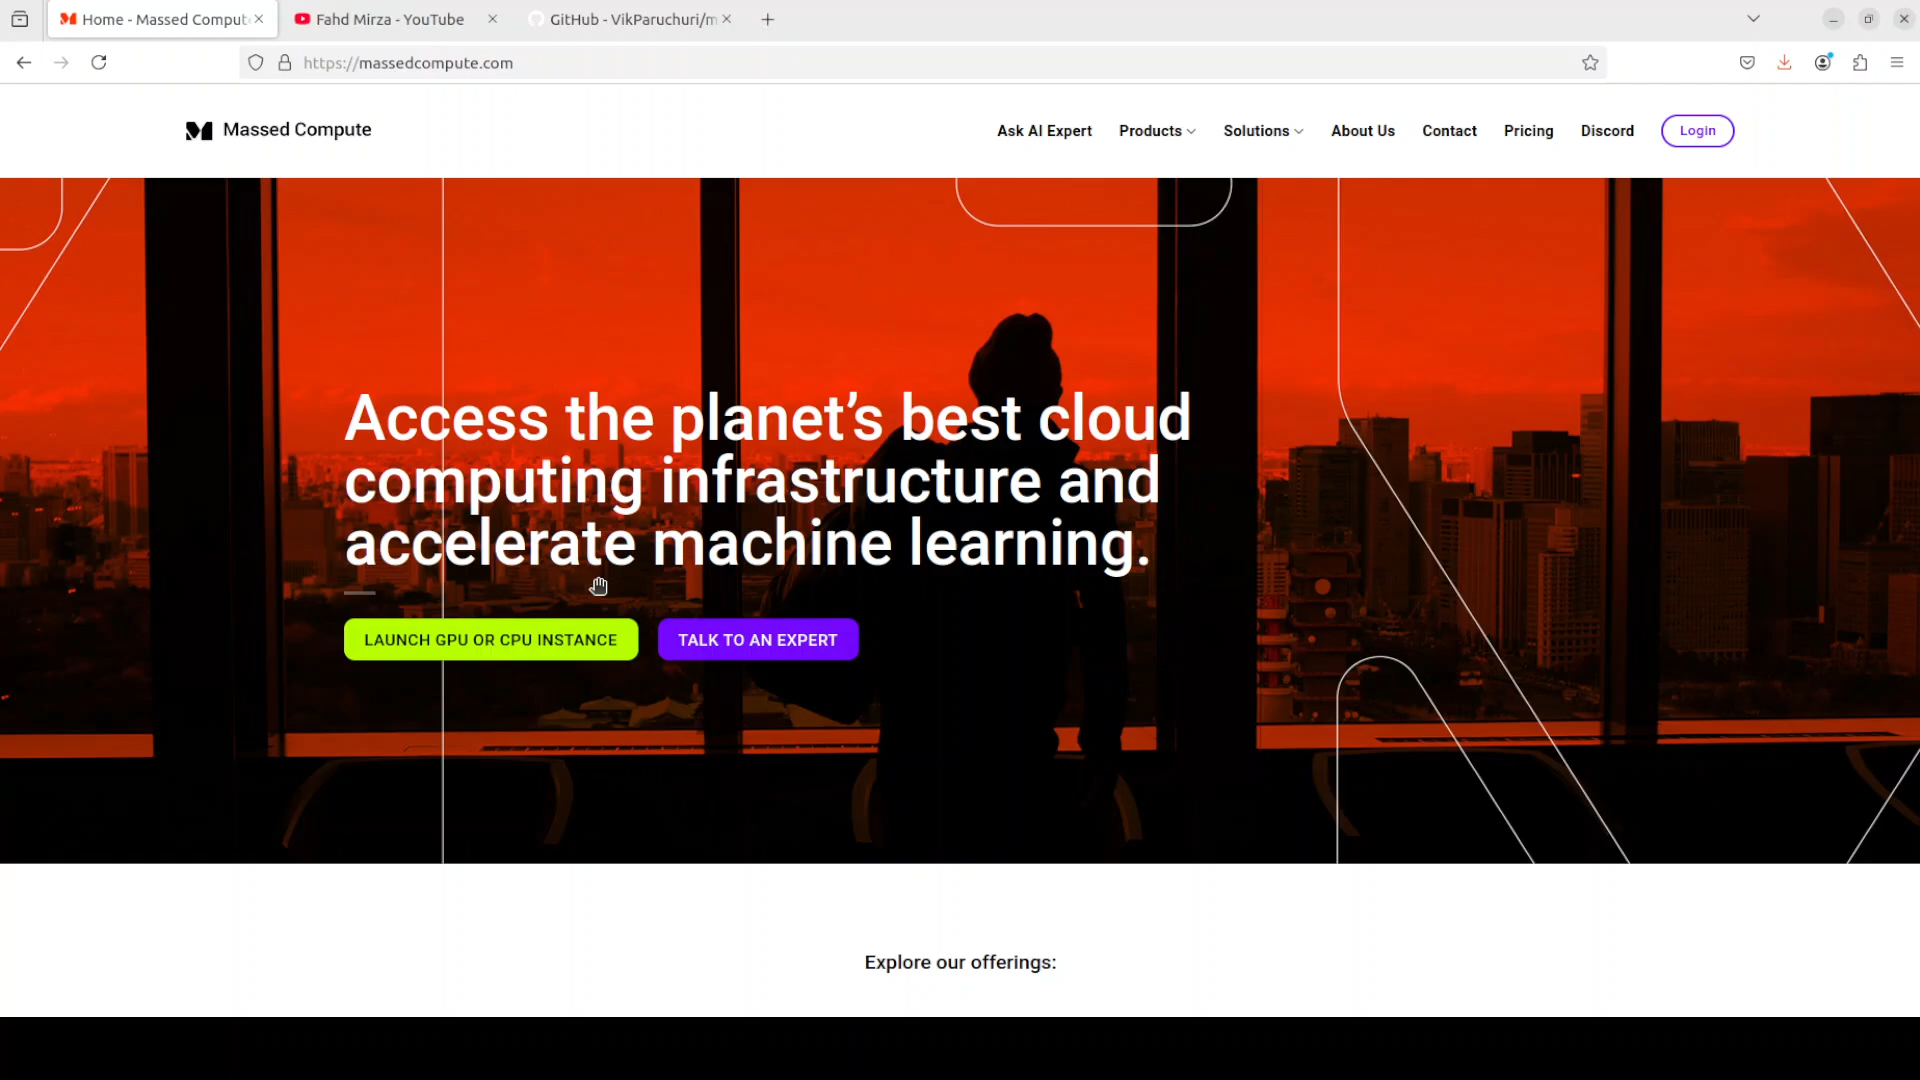 Home - Massed Comput
Fahd Mirza - YouTube
GitHub - VikParuchuri/m
https://massedcompute.com
Massed Compute
Ask AI Expert
Products
Solutions
About Us
Contact
Pricing
Discord
Login
Access the planet’s best cloud
computing infrastructure and
accelerate machine learning.
LAUNCH GPU OR CPU INSTANCE
TALK TO AN EXPERT
Explore our offerings: